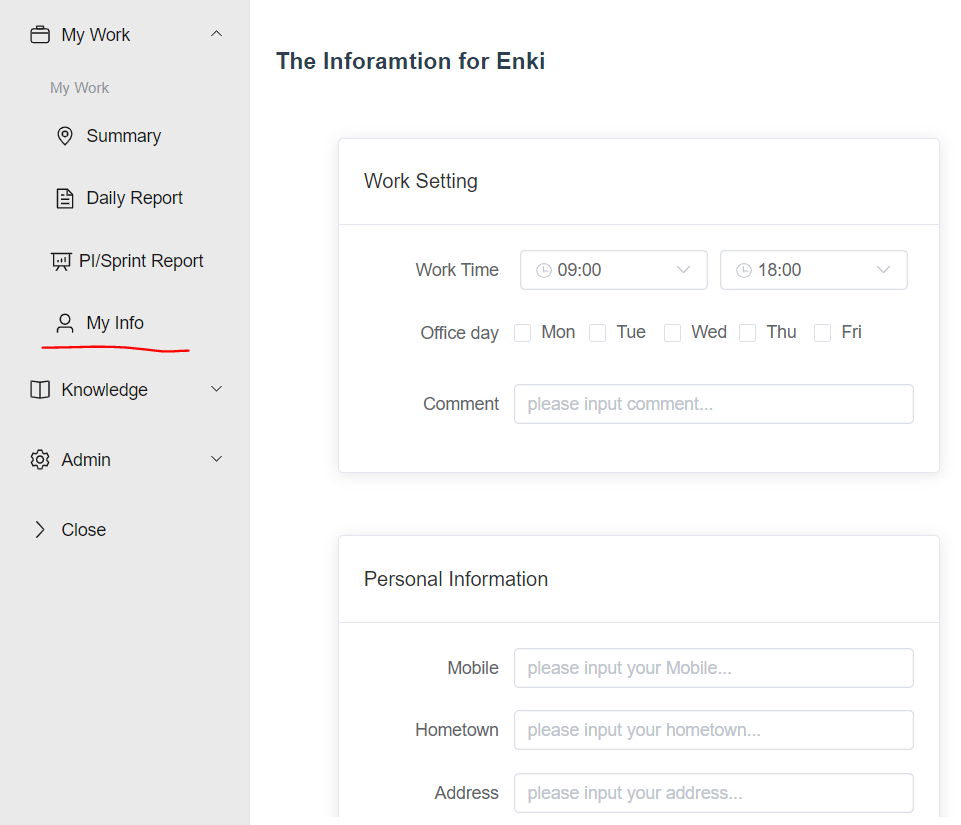 My Work
My Work
Summary
Daily Report
PI/Sprint Report
My Info
Knowledge
Admin
Close
The Inforamtion for Enki
Work Setting
Work Time 09:00 18:00
Office day Mon Tue Wed Thu Fri
Comment please input comment...
Personal Information
Mobile please input your Mobile...
Hometown please input your hometown...
Address please input your address...